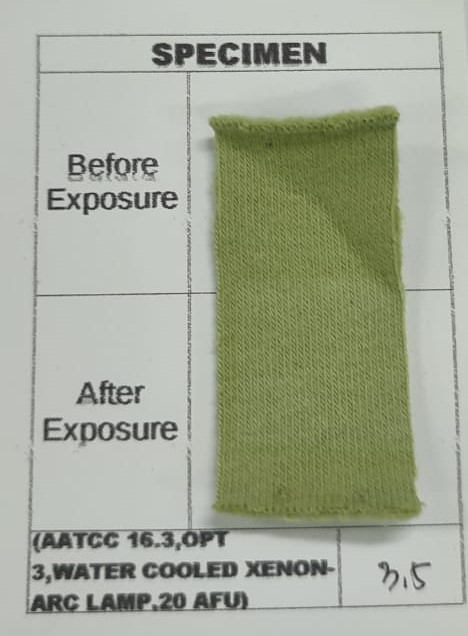 SPECIMEN
Before
Exposure
After
Exposure
(AATCC 16.3,OPT
3,WATER COOLED XENON-
ARC LAMP,20 AFU)
3.5